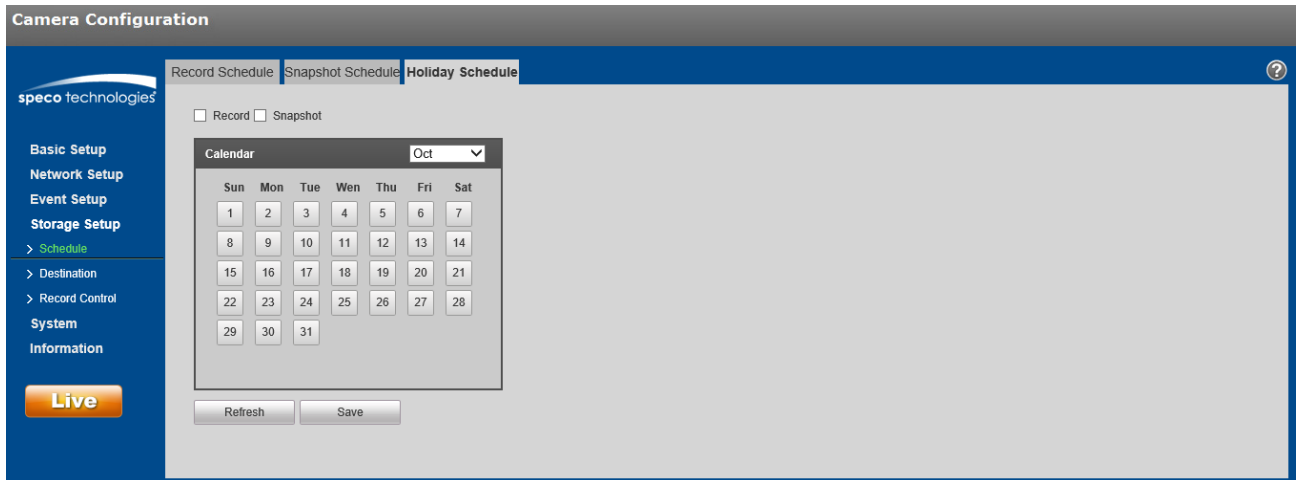 Camera Configuration
speco technologies
Record Schedule Snapshot Schedule Holiday Schedule
?
Record Snapshot
Basic Setup
Network Setup
Event Setup
Storage Setup
> Schedule
> Destination
> Record Control
System
Information
Live
Calendar Oct
Sun Mon Tue Wen Thu Fri Sat
1 2 3 4 5 6 7
8 9 10 11 12 13 14
15 16 17 18 19 20 21
22 23 24 25 26 27 28
29 30 31
Refresh Save